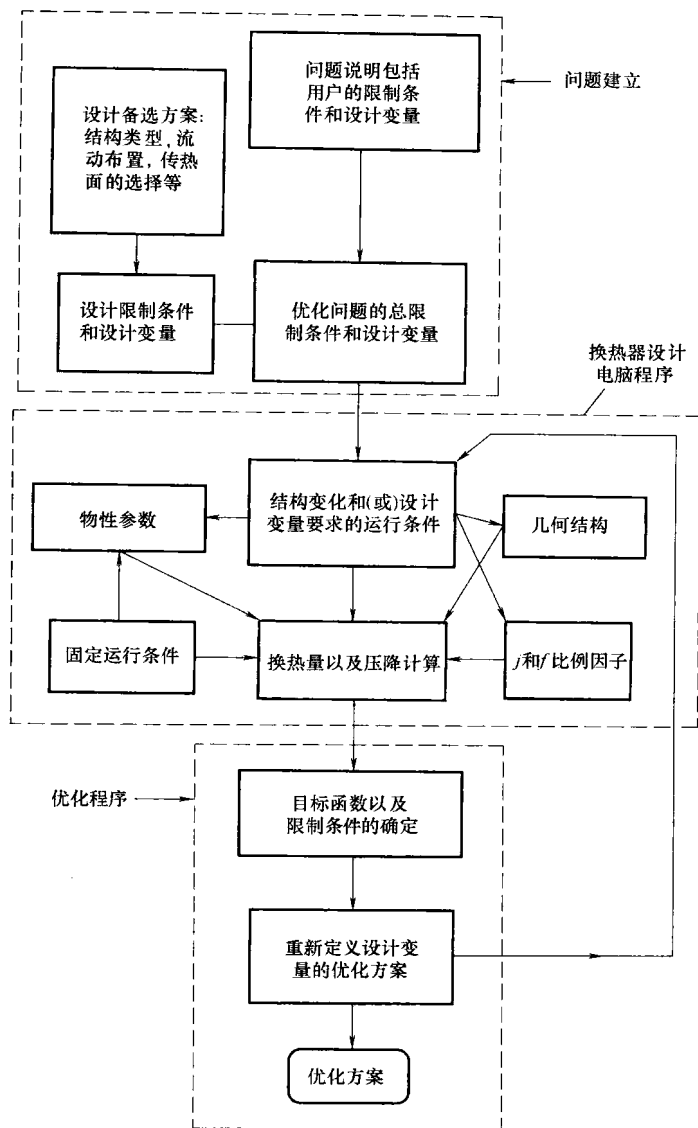 问题说明包括
用户的限制条
件和设计变量
问题建立
设计备选方案:
结构类型,流
动布置,传热
面的选择等
设计限制条件
和设计变量
优化问题的总限
制条件和设计变量
换热器设计
电脑程序
结构变化和(或)设计
变量要求的运行条件
物性参数
几何结构
固定运行条件
换热量以及压降计算
j和f比例因子
优化程序
目标函数以及
限制条件的确定
重新定义设计变
量的优化方案
优化方案